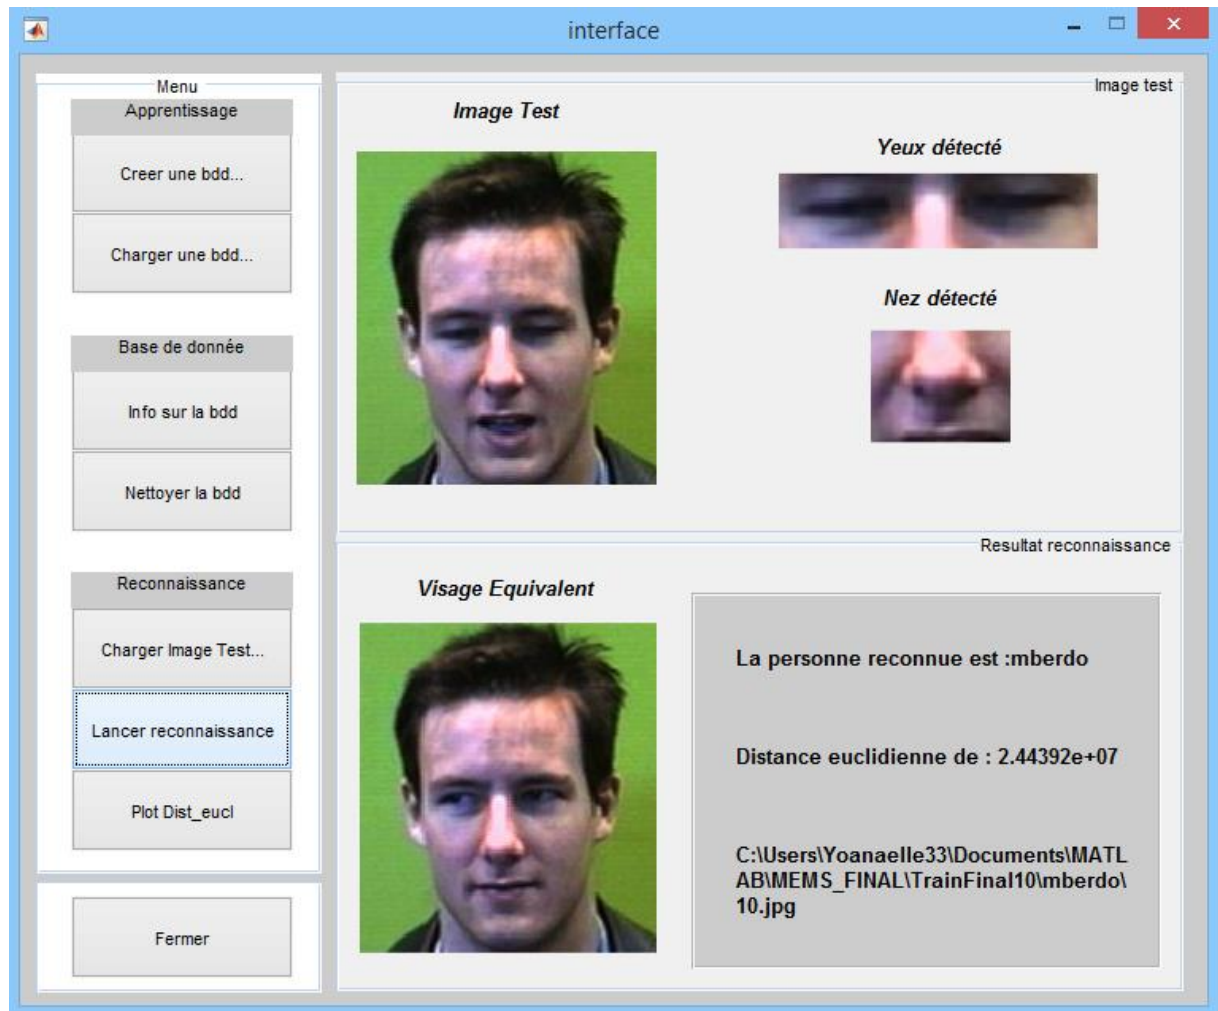 interface
Menu
Apprentissage
Creer une bdd...
Charger une bdd...
Base de donnée
Info sur la bdd
Nettoyer la bdd
Reconnaissance
Charger Image Test...
Lancer reconnaissance
Plot Dist_eucl
Fermer
Image test
Image Test
Yeux détecté
Nez détecté
Resultat reconnaissance
Visage Equivalent
La personne reconnue est :mberdo
Distance euclidienne de : 2.44392e+07
C:\Users\Yoanaelle33\Documents\MATL
AB\MEMS_FINAL\TrainFinal10\mberdo\
10.jpg